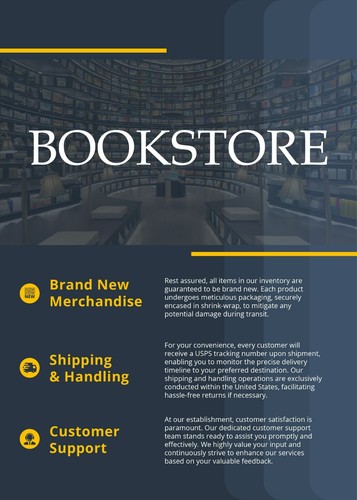 BOOKSTORE
NEW
Brand New
Merchandise
Rest assured, all items in our inventory are
guaranteed to be brand new. Each product
undergoes meticulous packaging, securely
encased in shrink-wrap, to mitigate any
potential damage during transit.
Shipping
& Handling
For your convenience, every customer will
receive a USPS tracking number upon shipment,
enabling you to monitor the precise delivery
timeline to your preferred destination. Our
shipping and handling operations are exclusively
conducted within the United States, facilitating
hassle-free returns if necessary.
Customer
Support
At our establishment, customer satisfaction is
paramount. Our dedicated customer support
team stands ready to assist you promptly and
effectively. We highly value your input and
continuously strive to enhance our services
based on your valuable feedback.